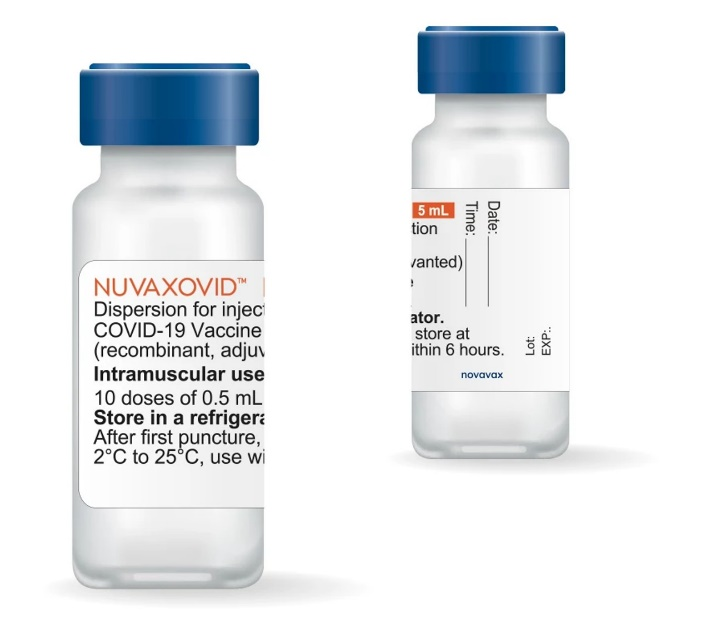 NUVAXOVID™
Dispersion for inject
COVID-19 Vaccine
(recombinant, adjuv
Intramuscular use
10 doses of 0.5 mL
Store in a refrigera
After first puncture,
2°C to 25°C, use wi
5 mL
tion
vanted)
e
ator.
store at
ithin 6 hours.
Time:
Date:
Lot:
EXP.:
novavax